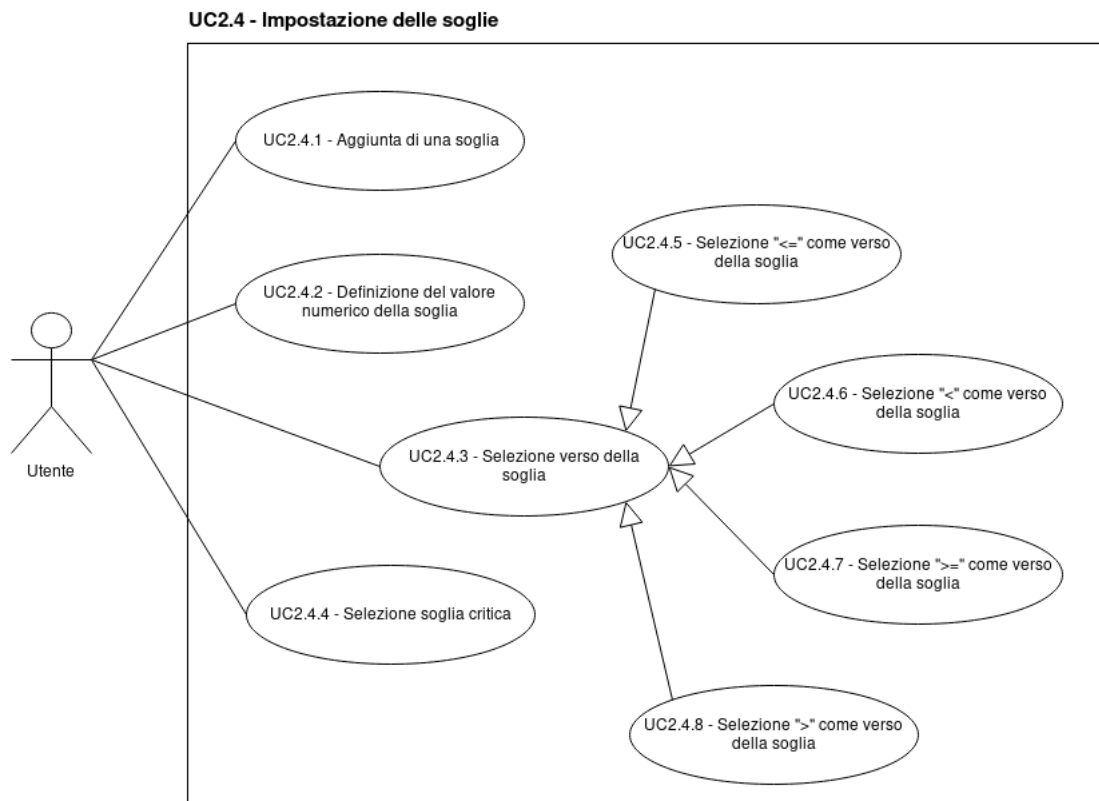 UC2.4 - Impostazione delle soglie
UC2.4.1 - Aggiunta di una soglia
UC2.4.5 - Selezione "<=" come verso
della soglia
UC2.4.2 - Definizione del valore
numerico della soglia
UC2.4.6 - Selezione "<" come verso
della soglia
UC2.4.3 - Selezione verso della
soglia
Utente
UC2.4.7 - Selezione ">=" come verso
della soglia
UC2.4.4 - Selezione soglia critica
UC2.4.8 - Selezione ">" come verso
della soglia